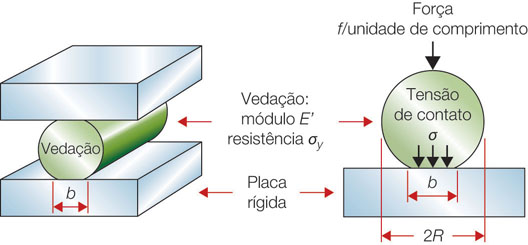 Vedação
b
Vedação:
módulo E'
resistência σy
Placa
rígida
Força
f/unidade de comprimento
Tensão
de contato
σ
b
2R